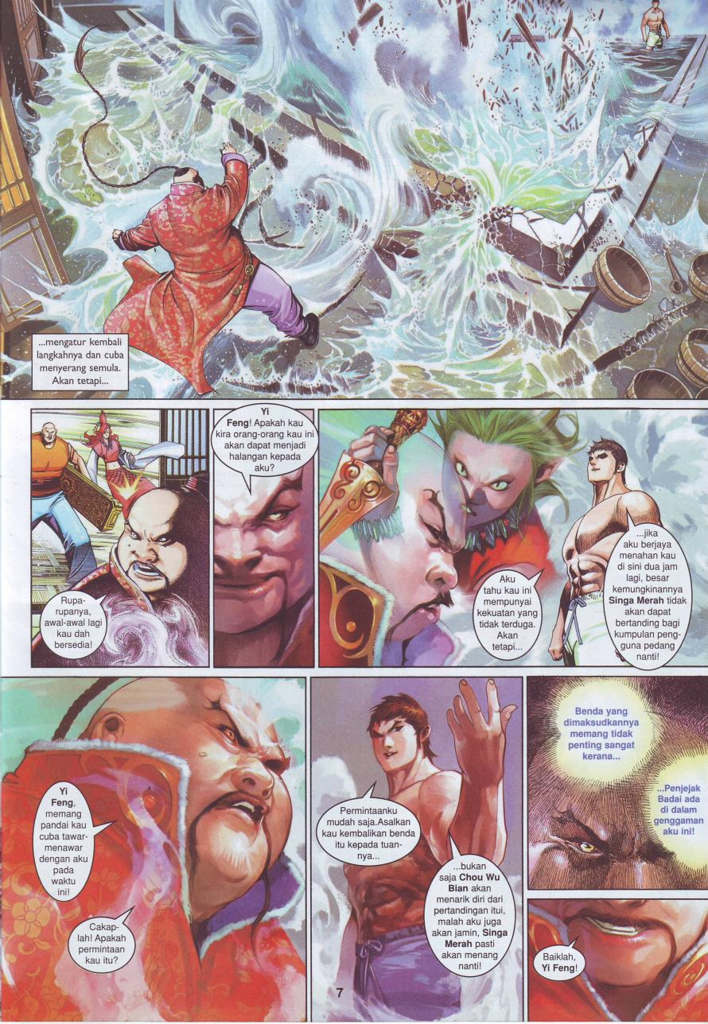 ...mengatur kembali
langkahnya dan cuba
menyerang semula.
Akan tetapi...
Rupa-
rupanya,
awal-awal lagi
kau dah
bersedia!
Yi
Feng! Apakah kau
kira orang-orang kau ini
akan dapat menjadi
halangan kepada
aku?
Aku
tahu kau ini
mempunyai
kekuatan yang
tidak terduga.
Akan
tetapi...
...jika
aku berjaya
menahan kau
di sini dua jam
lagi, besar
kemungkinannya
Singa Merah tidak
akan dapat
bertanding bagi
kumpulan peng-
guna pedang
nanti!
Yi
Feng,
memang
pandai kau
cuba tawar-
menawar
dengan aku
pada
waktu
ini!
Cakap-
lah! Apakah
permintaan
kau itu?
Permintaanku
mudah saja.Asalkan
kau kembalikan benda
itu kepada tuan-
nya...
...bukan
saja Chou Wu
Bian akan
menarik diri dari
pertandingan itui,
malah aku juga
akan jamin, Singa
Merah pasti
akan menang
nanti!
Benda yang
dimaksudkannya
memang tidak
penting sangat
kerana...
...Penjejak
Badai ada
di dalam
genggaman
aku ini!
Baiklah,
Yi Feng!
7